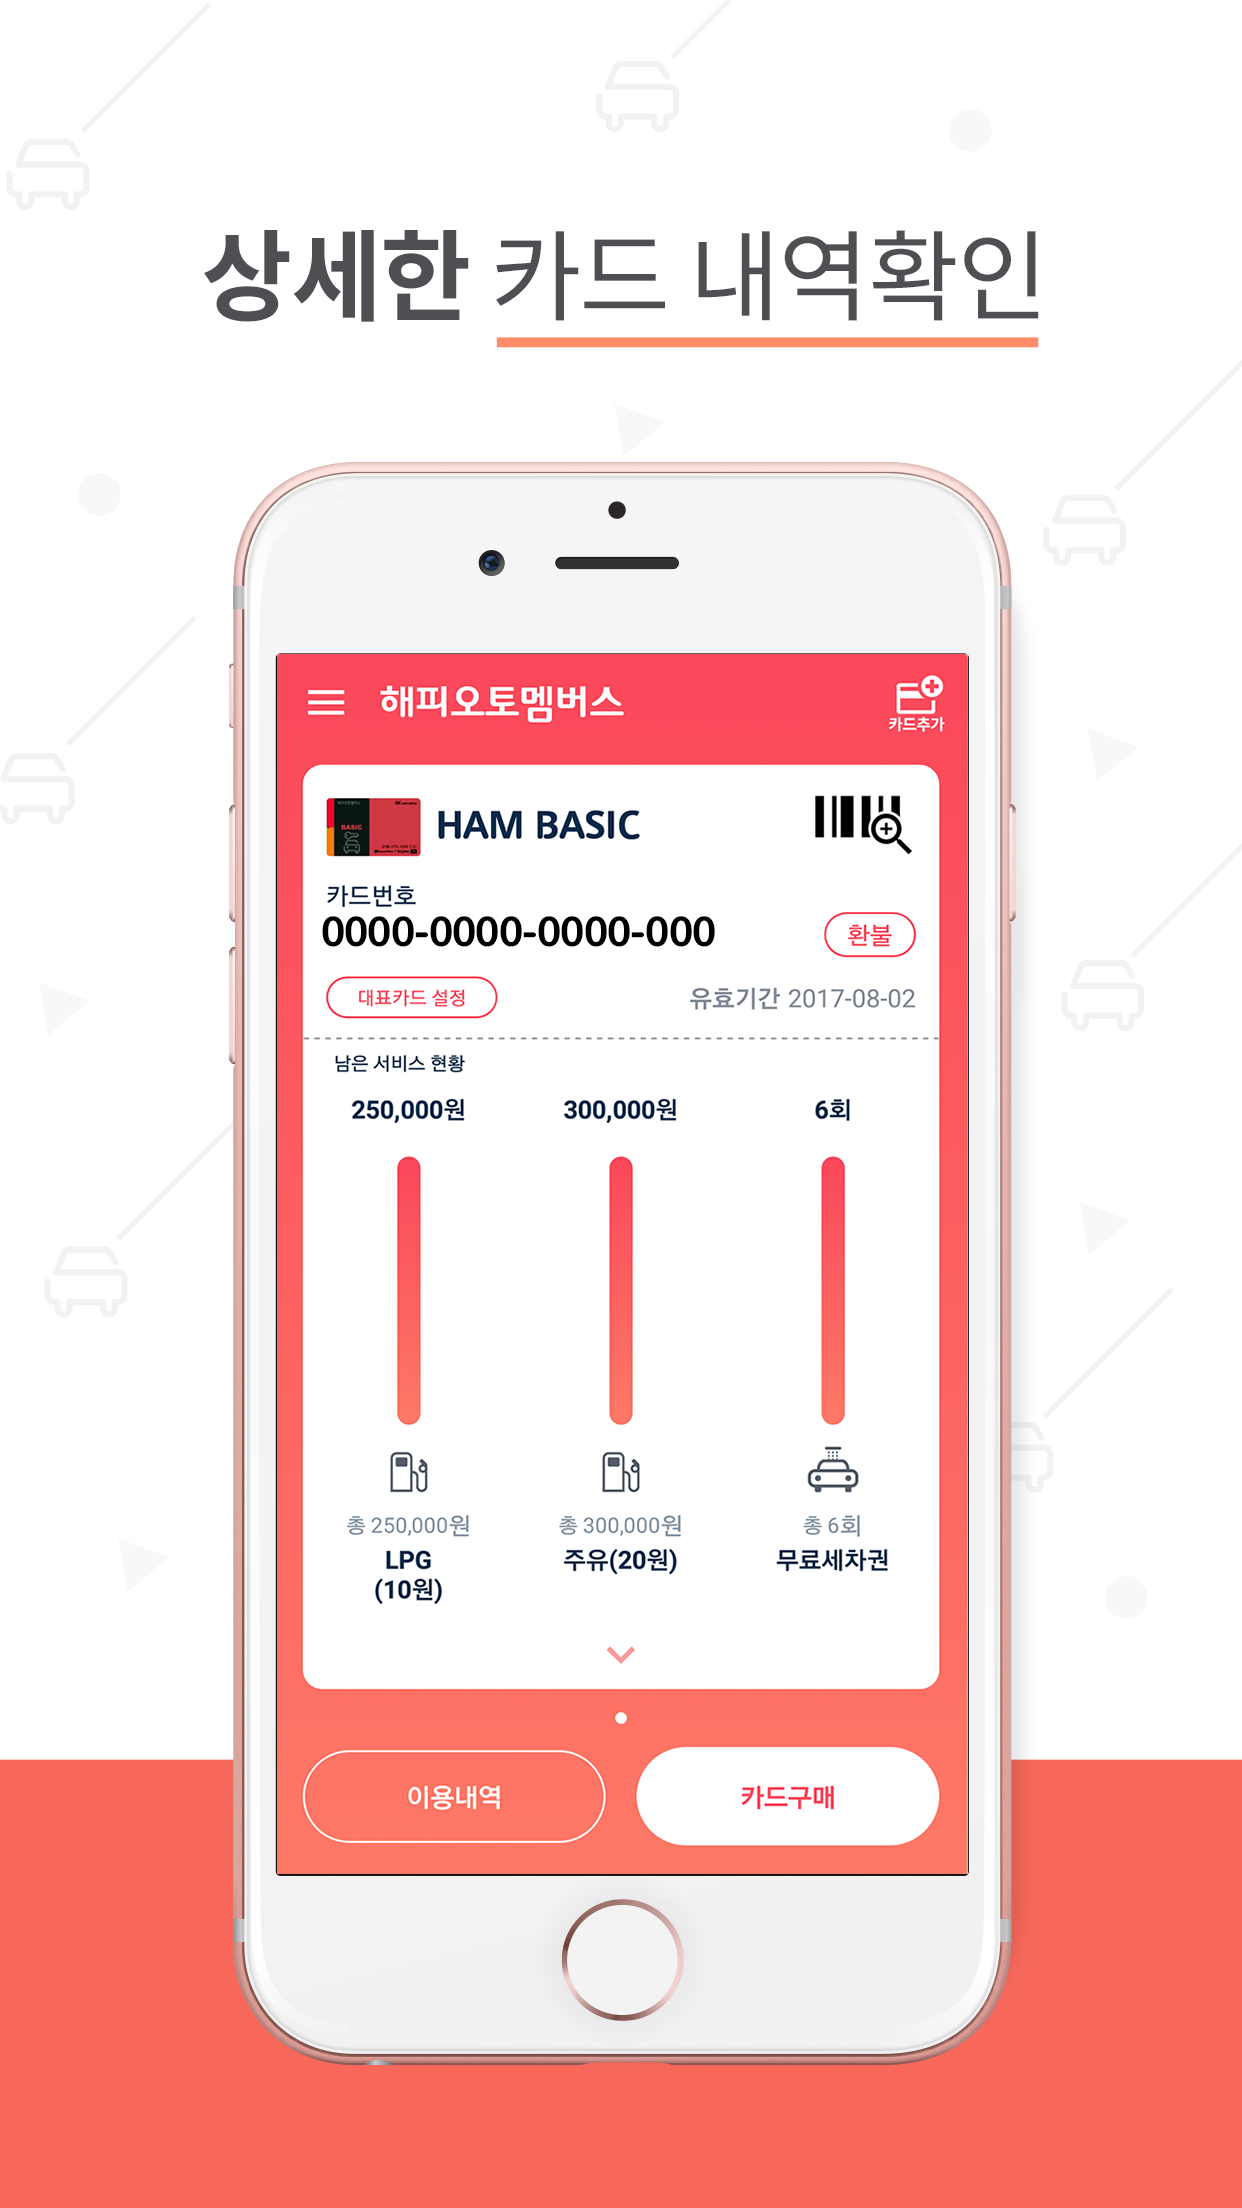 상세한 카드 내역확인
해피오토멤버스
카드추가
BASIC
HAM BASIC
카드번호
0000-0000-0000-000
환불
대표카드 설정
유효기간 2017-08-02
남은 서비스 현황
250,000원 300,000원 6회
총 250,000원 총 300,000원 총 6회
LPG 주유(20원) 무료세차권
(10원)
이용내역 카드구매